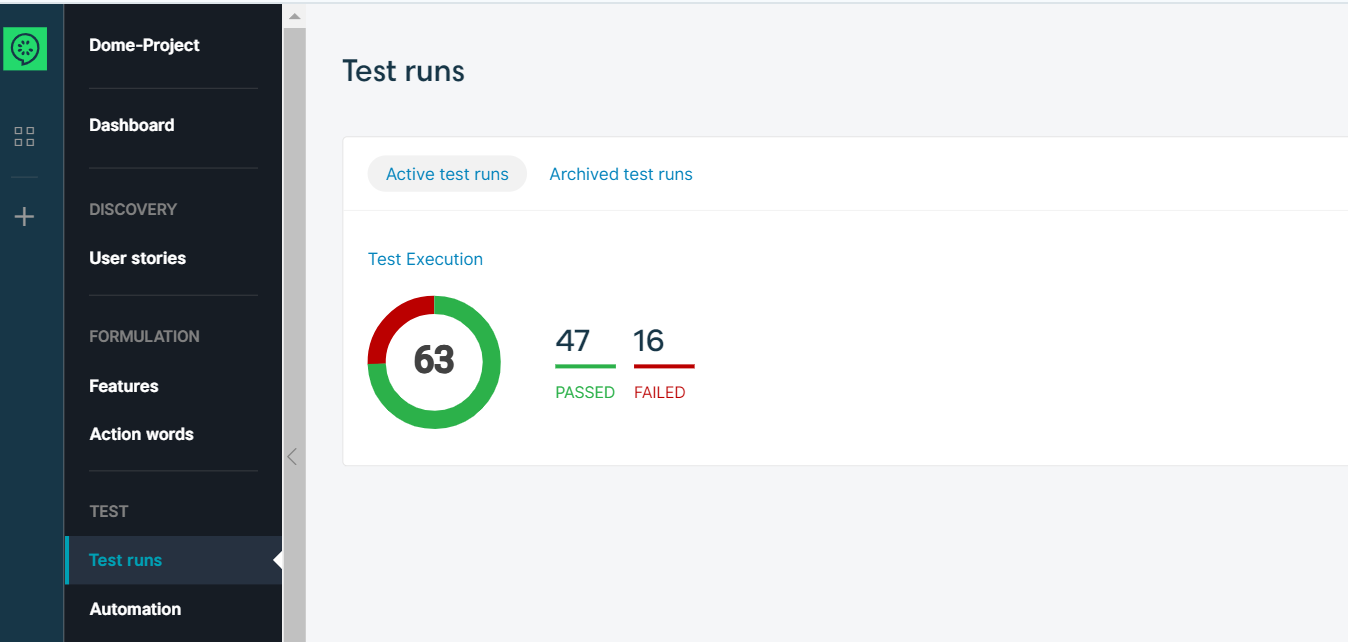 Dome-Project
Dashboard
DISCOVERY
User stories
FORMULATION
Features
Action words
TEST
Test runs
Automation
Test runs
Active test runs
Archived test runs
Test Execution
63
47
PASSED
16
FAILED